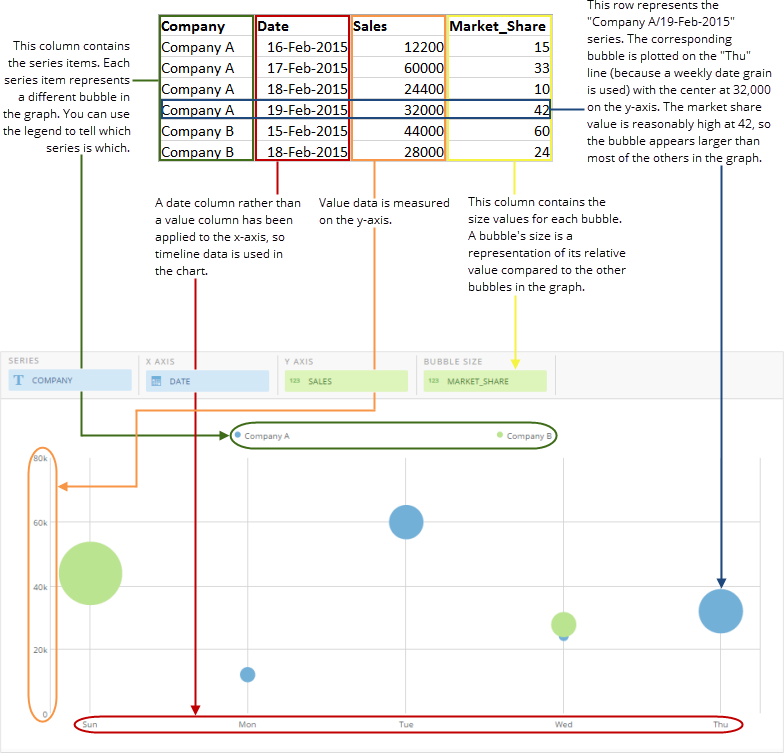 This column contains
the series items. Each
series item represents
a different bubble in
the graph. You can use
the legend to tell which
series is which.
Company Date Sales Market_Share
Company A 16-Feb-2015 12200 15
Company A 17-Feb-2015 60000 33
Company A 18-Feb-2015 24400 10
Company A 19-Feb-2015 32000 42
Company B 15-Feb-2015 44000 60
Company B 18-Feb-2015 28000 24
This row represents the
"Company A/19-Feb-2015"
series. The corresponding
bubble is plotted on the "Thu"
line (because a weekly date grain
is used) with the center at 32,000
on the y-axis. The market share
value is reasonably high at 42, so
the bubble appears larger than
most of the others in the graph.
A date column rather than
a value column has been
applied to the x-axis, so
timeline data is used in
the chart.
Value data is measured
on the y-axis.
This column contains the
size values for each bubble.
A bubble's size is a
representation of its relative
value compared to the other
bubbles in the graph.
SERIES X AXIS Y AXIS BUBBLE SIZE
T COMPANY DATE 123 SALES 123 MARKET_SHARE
Company A Company B
80k
60k
40k
20k
0
Sun Mon Tue Wed Thu